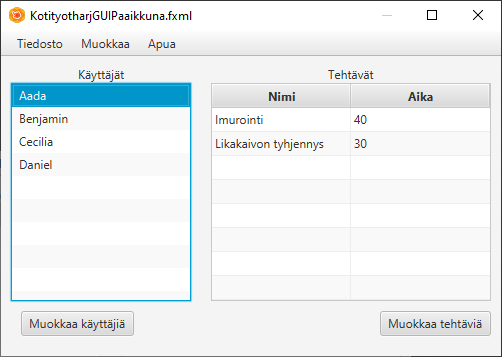 KotityotharjGUIPaaikkuna.fxml
Tiedosto Muokkaa Apua
Käyttäjät
Aada
Benjamin
Cecilia
Daniel
Tehtävät
Nimi Aika
Imurointi 40
Likakaivon tyhjennys 30
Muokkaa käyttäjiä
Muokkaa tehtäviä